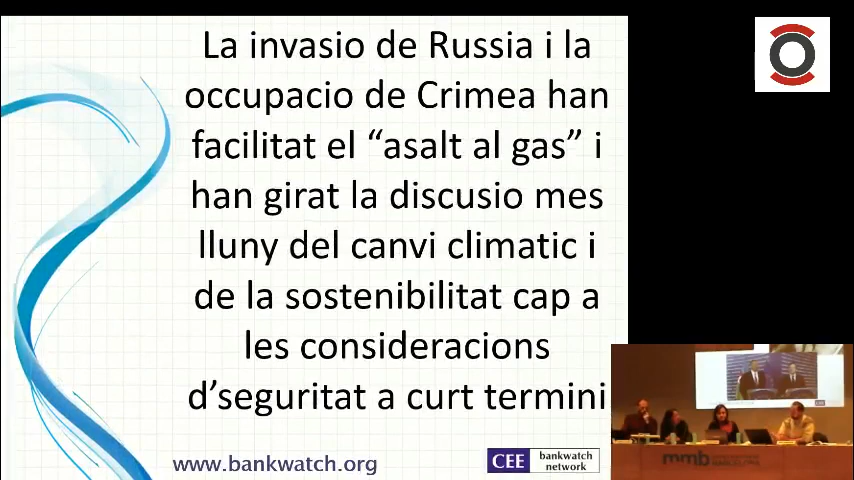 La invasio de Russia i la
occupacio de Crimea han
facilitat el “asalt al gas” i
han girat la discusio mes
lluny del canvi climatic i
de la sostenibilitat cap a
les consideracions
d’seguritat a curt termini
www.bankwatch.org
CEE bankwatch
network
mmb